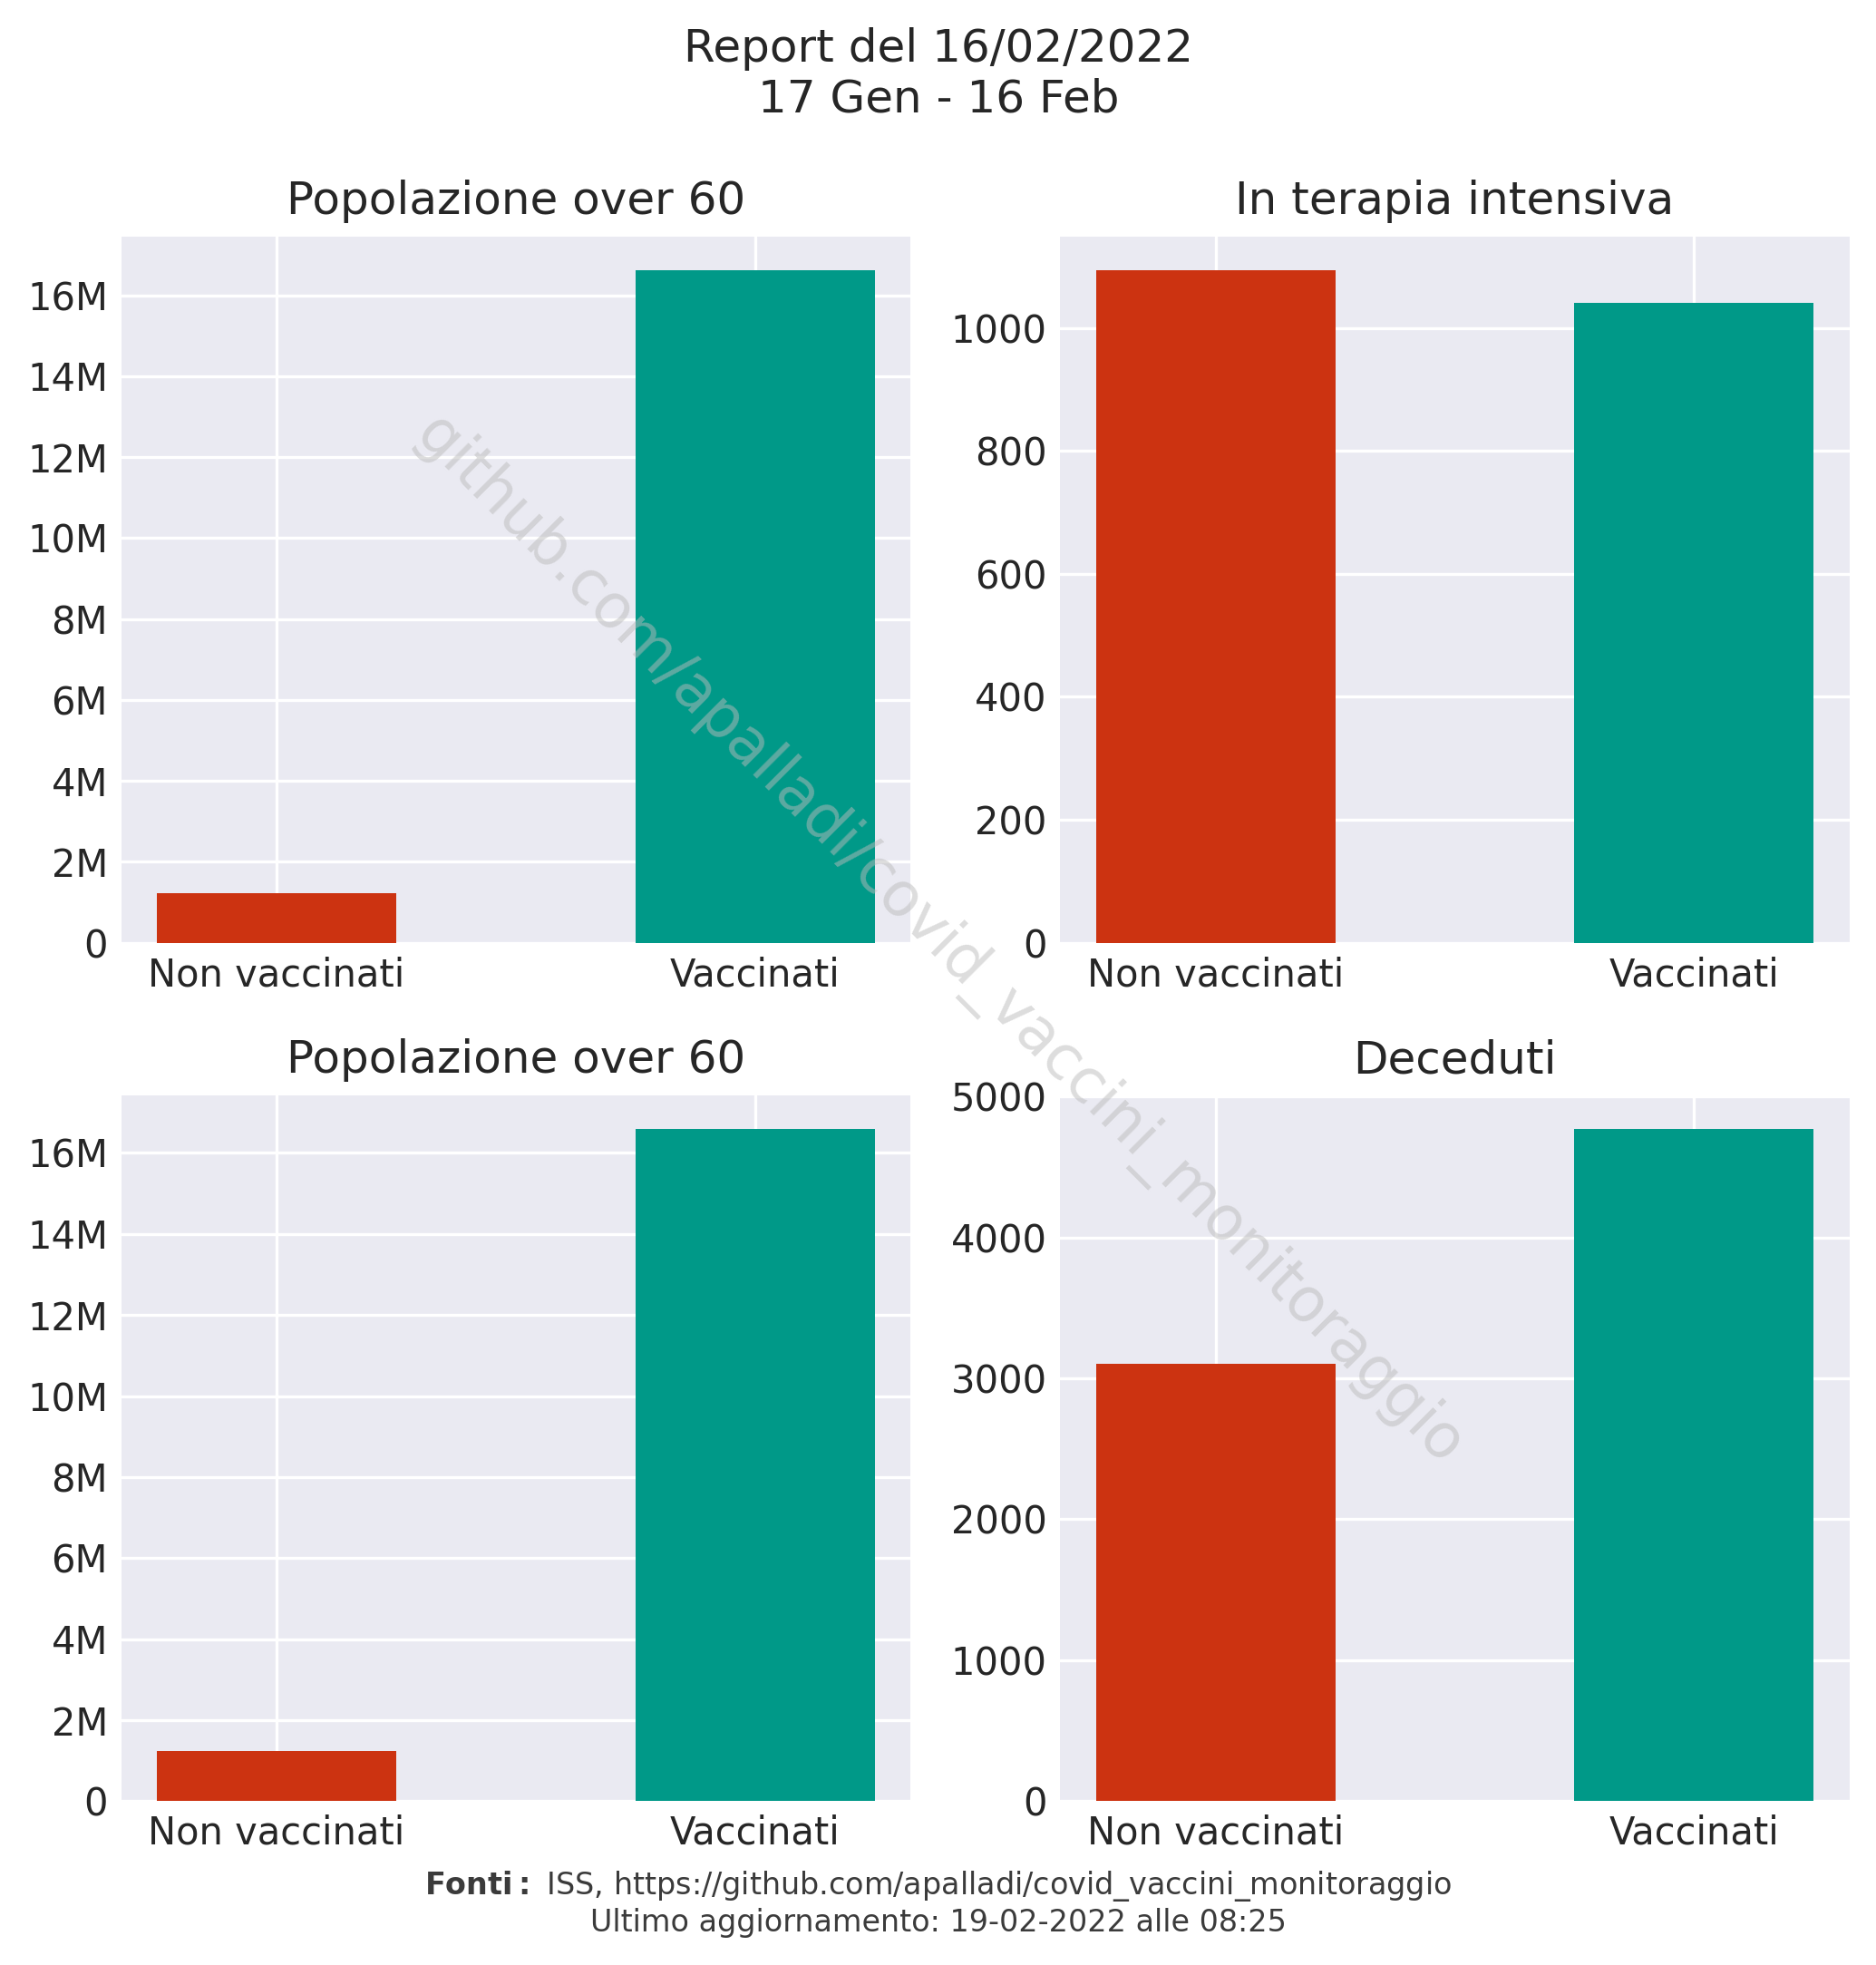 Report del 16/02/2022
17 Gen - 16 Feb
Popolazione over 60
16M
14M
12M
10M
8M
6M
4M
2M
0
Non vaccinati
Vaccinati
In terapia intensiva
1000
800
600
400
200
0
Non vaccinati
Vaccinati
Popolazione over 60
16M
14M
12M
10M
8M
6M
4M
2M
0
Non vaccinati
Vaccinati
Deceduti
5000
4000
3000
2000
1000
0
Non vaccinati
Vaccinati
github.com/apalladi/covid_vaccini_monitoraggio
Fonti: ISS, https://github.com/apalladi/covid_vaccini_monitoraggio
Ultimo aggiornamento: 19-02-2022 alle 08:25